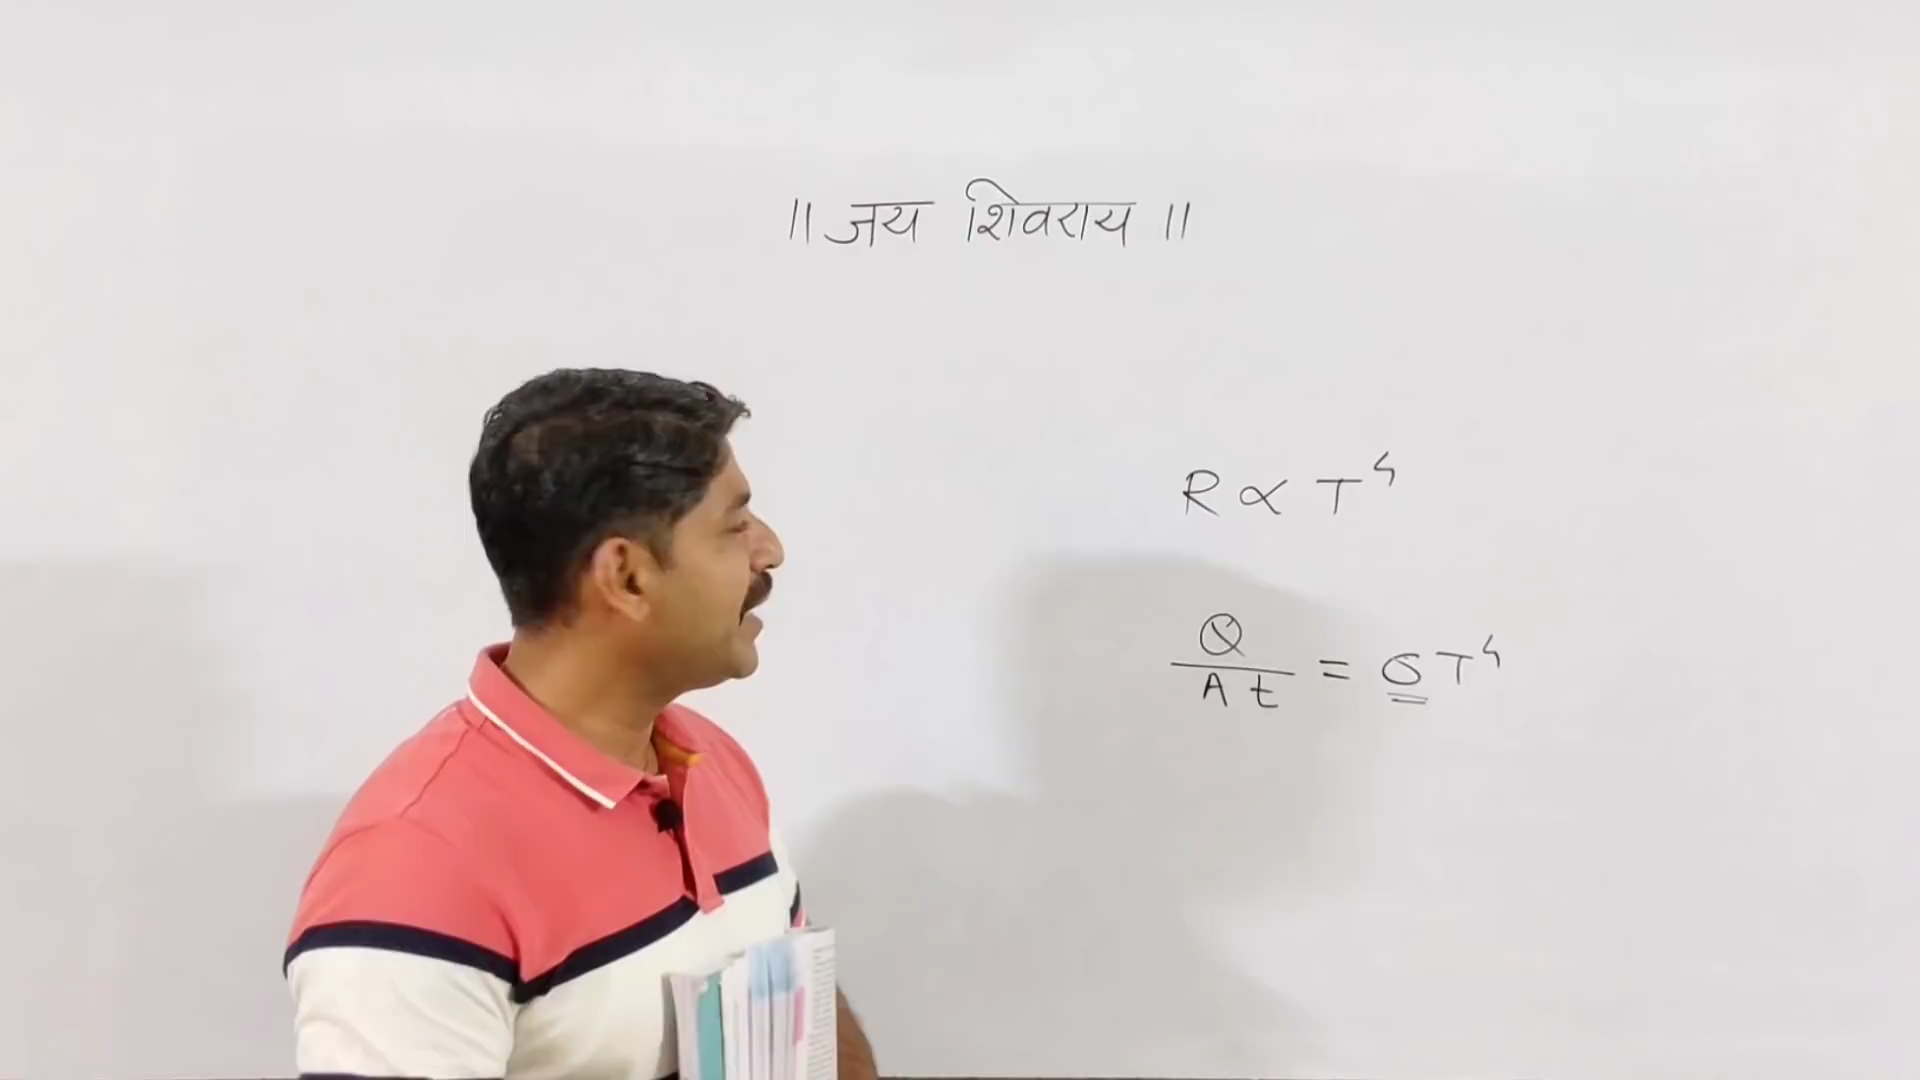 ॥ जय शिवराय ॥
R ∝ T⁴
Q/At = σT⁴